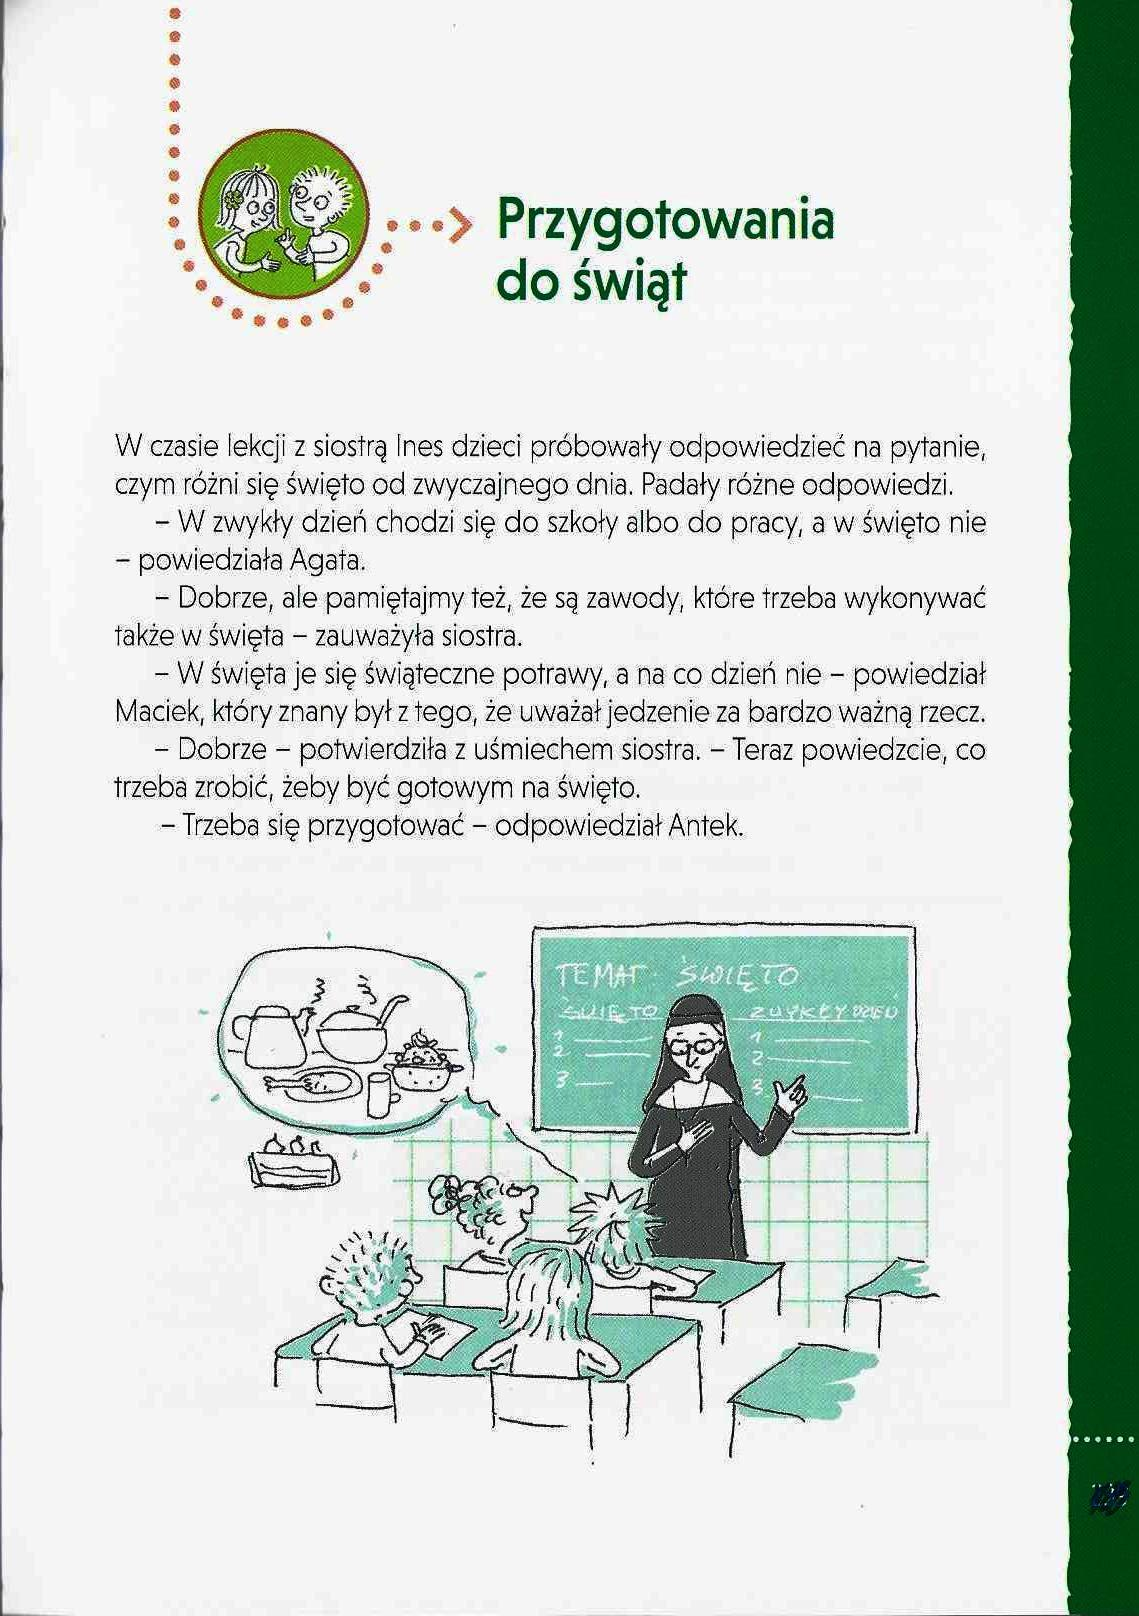 Przygotowania
do świąt
W czasie lekcji z siostrą Ines dzieci próbowały odpowiedzieć na pytanie,
czym różni się święto od zwyczajnego dnia. Padały różne odpowiedzi.
– W zwykły dzień chodzi się do szkoły albo do pracy, a w święto nie
– powiedziała Agata.
– Dobrze, ale pamiętajmy też, że są zawody, które trzeba wykonywać
także w święta – zauważyła siostra.
– W święta je się świąteczne potrawy, a na co dzień nie – powiedział
Maciek, który znany był z tego, że uważał jedzenie za bardzo ważną rzecz.
– Dobrze – potwierdziła z uśmiechem siostra. – Teraz powiedzcie, co
trzeba zrobić, żeby być gotowym na święto.
– Trzeba się przygotować – odpowiedział Antek.
TEMAT: ŚWIĘTO
ŚWIĘTO ZWYKŁY DZIEŃ
1 1
2 2
3 3